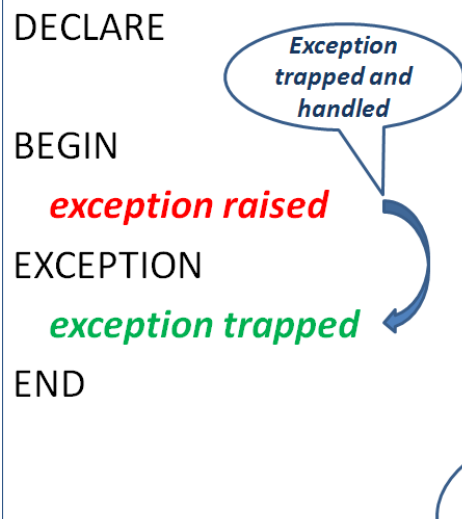 DECLARE
Exception
trapped and
handled
BEGIN
exception raised
EXCEPTION
exception trapped
END